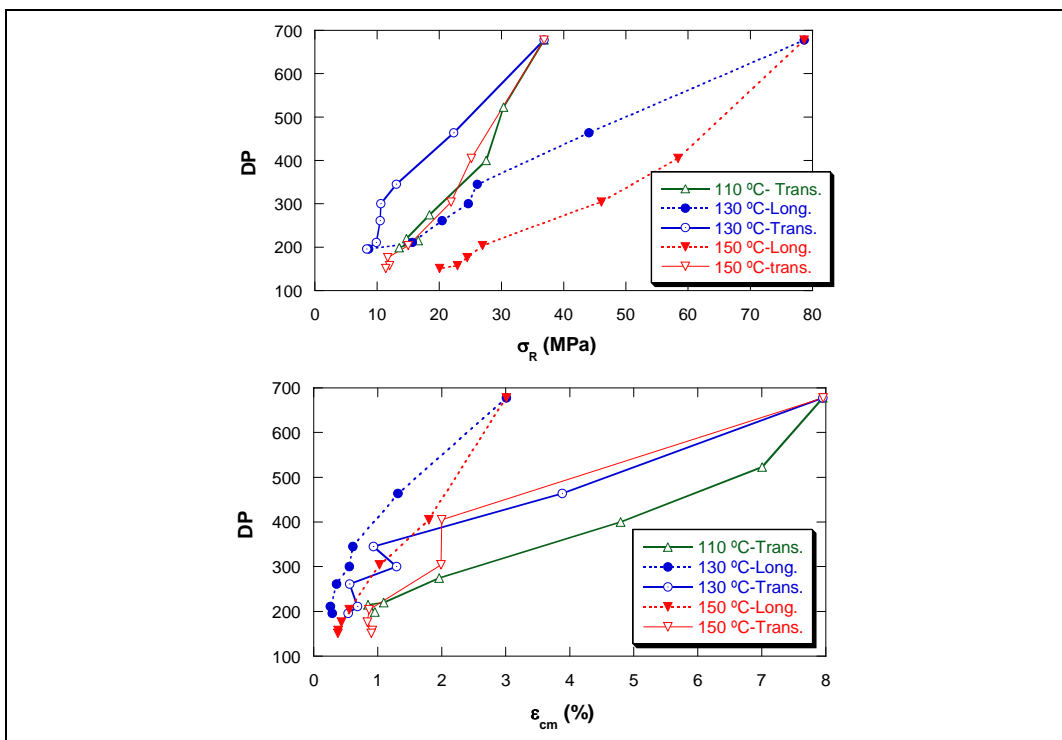 700
600
500
400
300
200
100
DP
0 10 20 30 40 50 60 70 80
σR (MPa)
110 ºC- Trans.
130 ºC-Long.
130 ºC-Trans.
150 ºC-Long.
150 ºC-trans.
700
600
500
400
300
200
100
DP
0 1 2 3 4 5 6 7 8
εcm (%)
110 ºC-Trans.
130 ºC-Long.
130 ºC-Trans.
150 ºC-Long.
150 ºC-Trans.